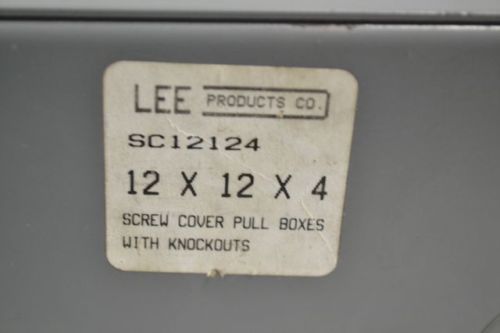 LEE PRODUCTS CO.
SC12124
12 X 12 X 4
SCREW COVER PULL BOXES
WITH KNOCKOUTS